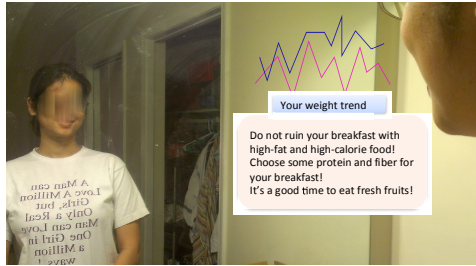 A Man can
Love A Million
Girls, but
Only a Real
Man can Love
One Girl in
a Million
ways !
Your weight trend
Do not ruin your breakfast with
high-fat and high-calorie food!
Choose some protein and fiber for
your breakfast!
It’s a good time to eat fresh fruits!